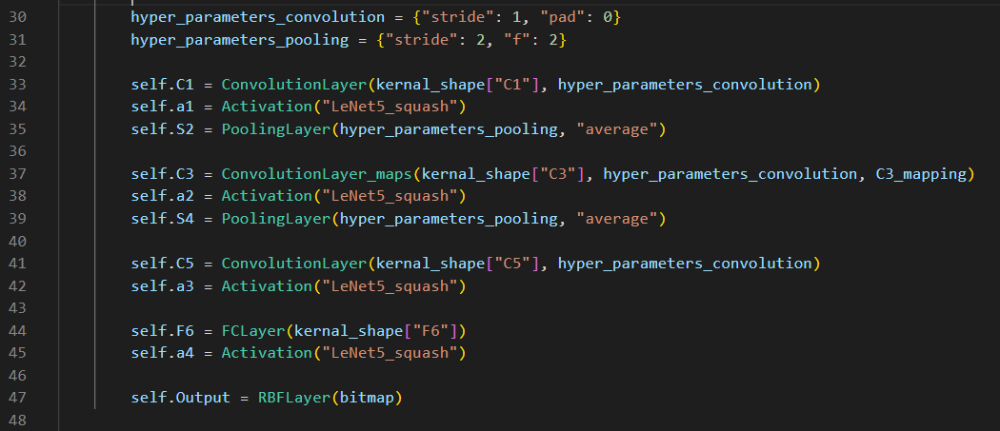 30 hyper_parameters_convolution = {"stride": 1, "pad": 0}
31 hyper_parameters_pooling = {"stride": 2, "f": 2}
32
33 self.C1 = ConvolutionLayer(kernal_shape["C1"], hyper_parameters_convolution)
34 self.a1 = Activation("LeNet5_squash")
35 self.S2 = PoolingLayer(hyper_parameters_pooling, "average")
36
37 self.C3 = ConvolutionLayer_maps(kernal_shape["C3"], hyper_parameters_convolution, C3_mapping)
38 self.a2 = Activation("LeNet5_squash")
39 self.S4 = PoolingLayer(hyper_parameters_pooling, "average")
40
41 self.C5 = ConvolutionLayer(kernal_shape["C5"], hyper_parameters_convolution)
42 self.a3 = Activation("LeNet5_squash")
43
44 self.F6 = FCLayer(kernal_shape["F6"])
45 self.a4 = Activation("LeNet5_squash")
46
47 self.Output = RBFLayer(bitmap)
48